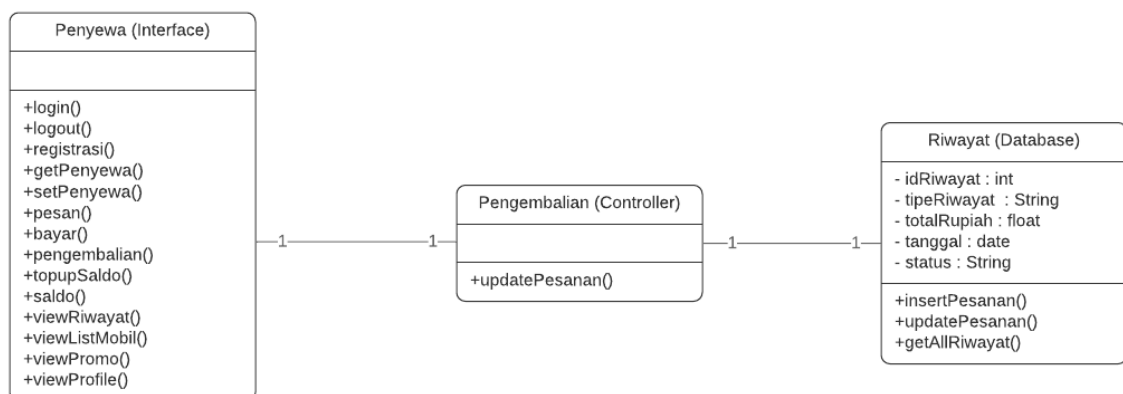 Penyewa (Interface)
+login()
+logout()
+registrasi()
+getPenyewa()
+setPenyewa()
+pesan()
+bayar()
+pengembalian()
+topupSaldo()
+saldo()
+viewRiwayat()
+viewListMobil()
+viewPromo()
+viewProfile()
1
1
Pengembalian (Controller)
+updatePesanan()
1
1
Riwayat (Database)
- idRiwayat : int
- tipeRiwayat : String
- totalRupiah : float
- tanggal : date
- status : String
+insertPesanan()
+updatePesanan()
+getAllRiwayat()